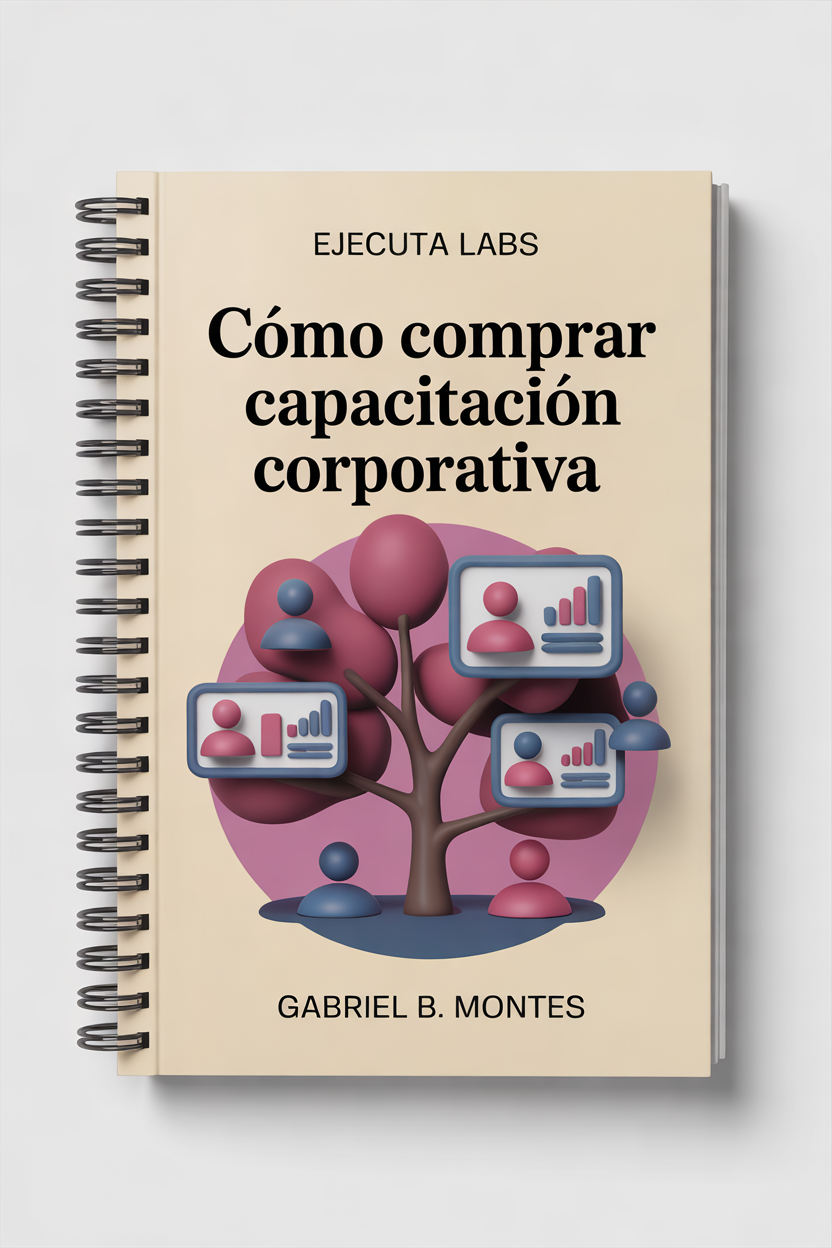 EJECUTA LABS
Cómo comprar
capacitación
corporativa
GABRIEL B. MONTES